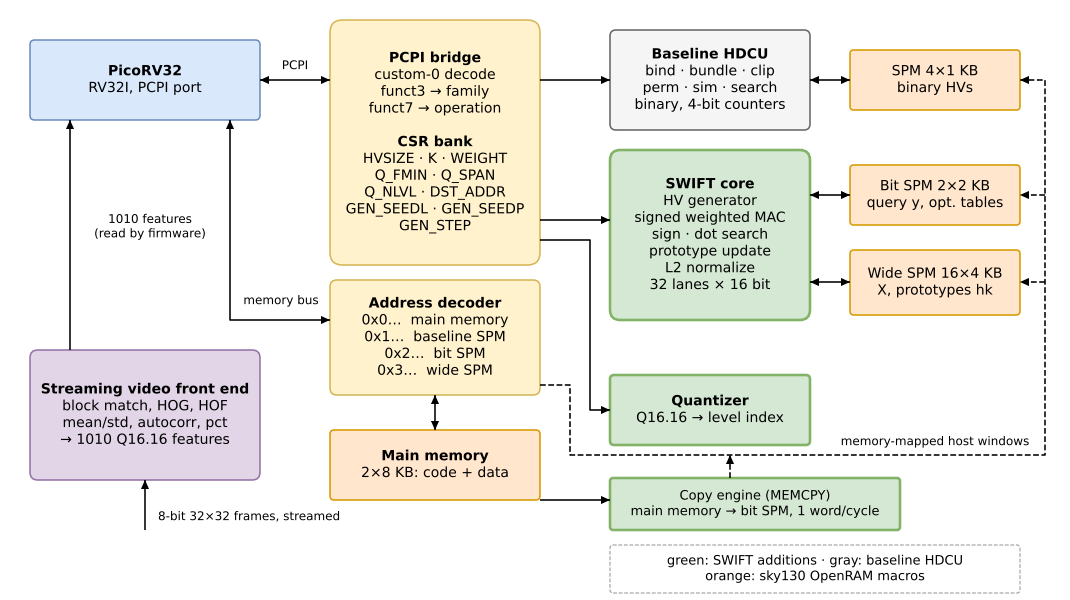 PicoRV32
RV32I, PCPI port
PCPI
PCPI bridge
custom-0 decode
funct3 → family
funct7 → operation
CSR bank
HVSIZE · K · WEIGHT
Q_FMIN · Q_SPAN
Q_NLVL · DST_ADDR
GEN_SEEDL · GEN_SEEDP
GEN_STEP
Baseline HDCU
bind · bundle · clip
perm · sim · search
binary, 4-bit counters
SPM 4×1 KB
binary HVs
SWIFT core
HV generator
signed weighted MAC
sign · dot search
prototype update
L2 normalize
32 lanes × 16 bit
Bit SPM 2×2 KB
query y, opt. tables
Wide SPM 16×4 KB
X, prototypes hk
1010 features
(read by firmware)
memory bus
Address decoder
0x0… main memory
0x1… baseline SPM
0x2… bit SPM
0x3… wide SPM
Streaming video front end
block match, HOG, HOF
mean/std, autocorr, pct
→ 1010 Q16.16 features
Quantizer
Q16.16 → level index
memory-mapped host windows
Main memory
2×8 KB: code + data
Copy engine (MEMCPY)
main memory → bit SPM, 1 word/cycle
8-bit 32×32 frames, streamed
green: SWIFT additions · gray: baseline HDCU
orange: sky130 OpenRAM macros